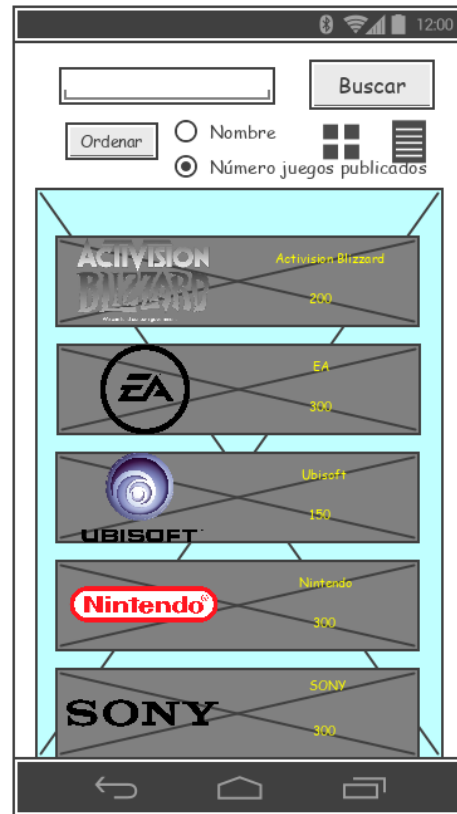 12:00
Buscar
Ordenar
Nombre
Número juegos publicados
ACTIVISION
BLIZZARD
Activision Blizzard
200
EA
EA
300
UBISOFT
Ubisoft
150
Nintendo®
Nintendo
300
SONY
SONY
300